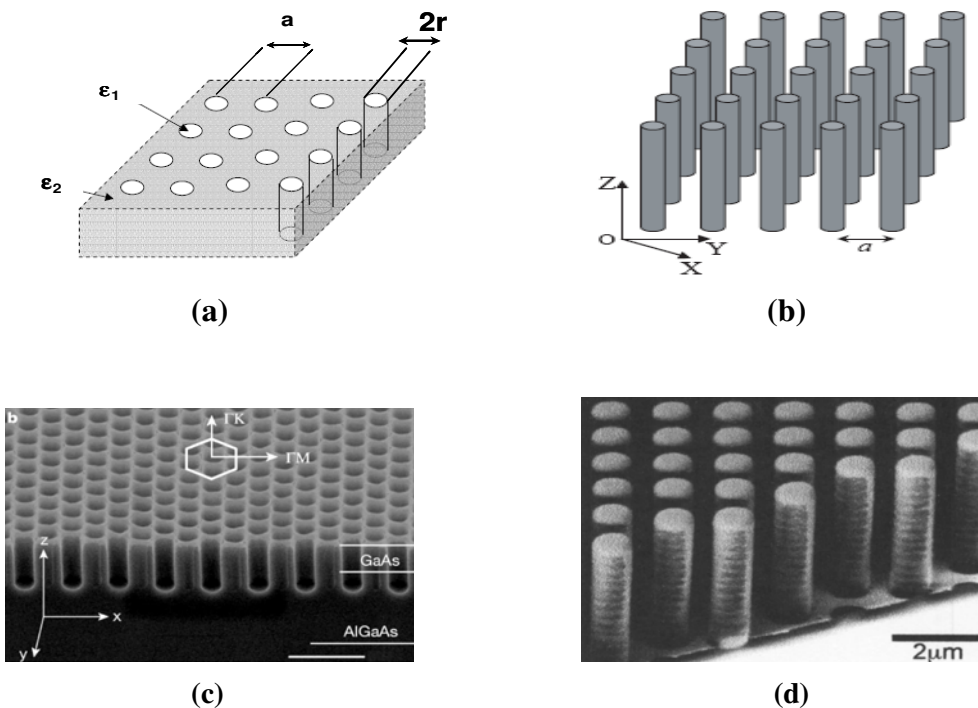 a
2r
ε1
ε2
(a)
Z
O
Y
X
a
(b)
b
ΓK
ΓM
z
GaAs
x
AlGaAs
y
(c)
2μm
(d)